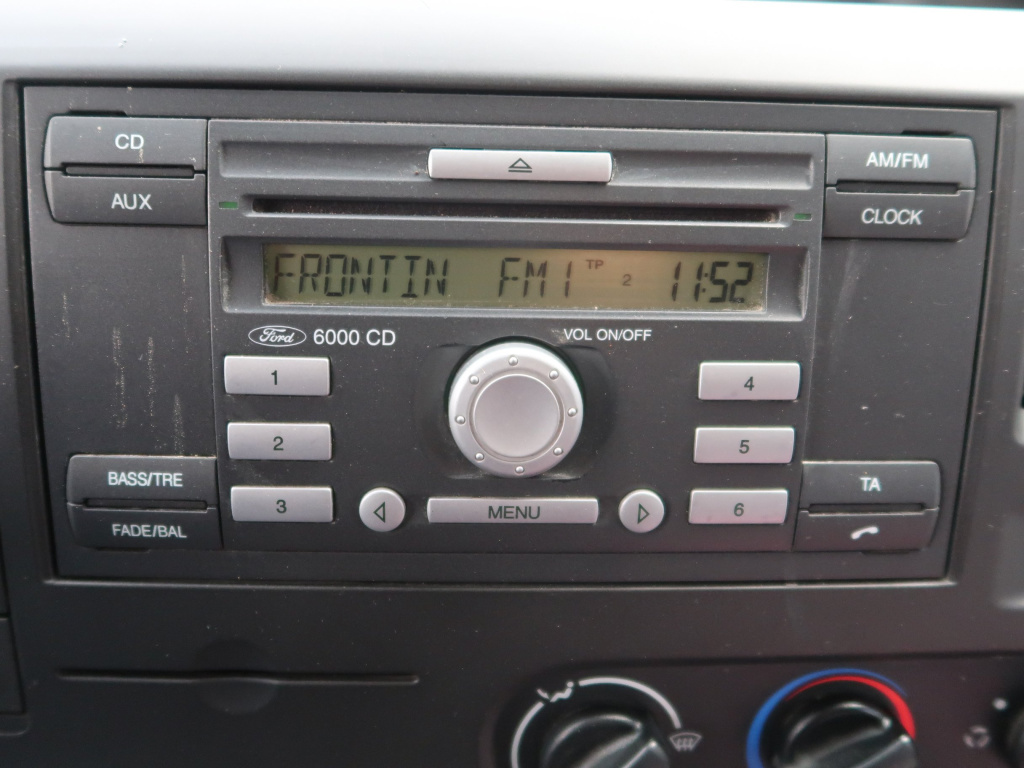 CD
AM/FM
AUX
CLOCK
FRONTIN FM1 TP 2 11:52
Ford 6000 CD
VOL ON/OFF
1
4
2
5
BASS/TRE
TA
3
MENU
6
FADE/BAL